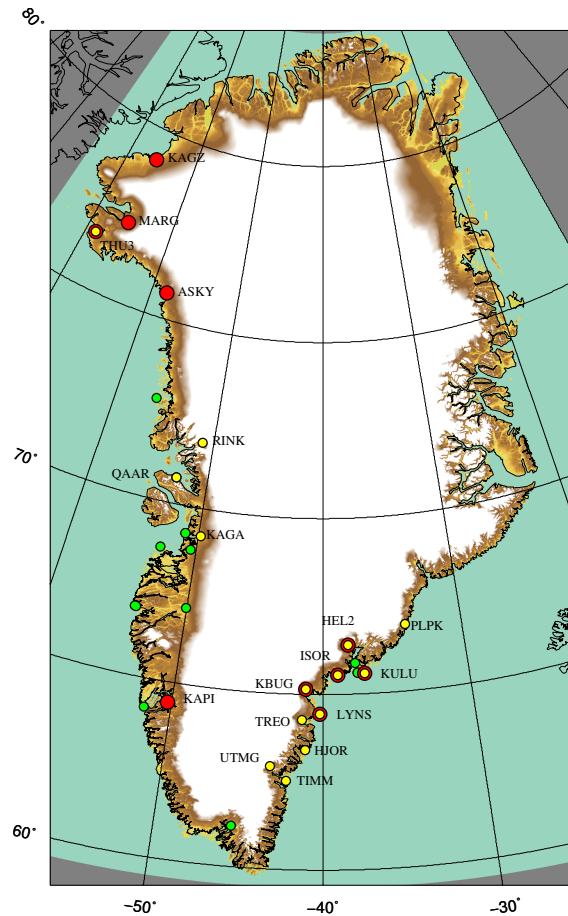 80°
KAGZ
MARG
THU3
ASKY
RINK
70°
QAAR
KAGA
HEL2
PLPK
ISOR
KULU
KBUG
KAPI
LYNS
TREO
HJOR
UTMG
TIMM
60°
-50°
-40°
-30°